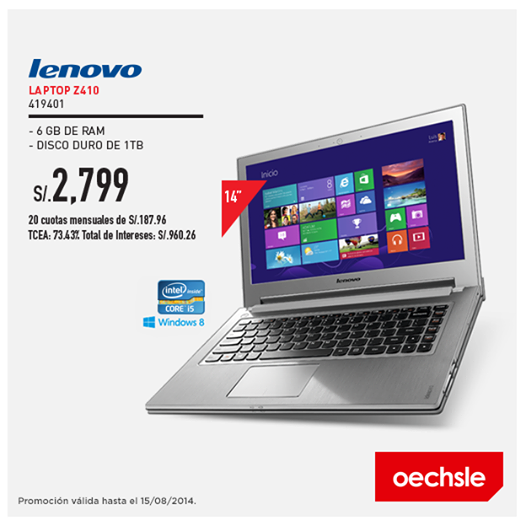 lenovo
LAPTOP Z410
419401
- 6 GB DE RAM
- DISCO DURO DE 1TB
S/.2,799
20 cuotas mensuales de S/.187.96
TCEA: 73.43% Total de Intereses: S/.960.26
14"
Inicio
lenovo
intel inside
CORE i5
Windows 8
oechsle
Promoción válida hasta el 15/08/2014.